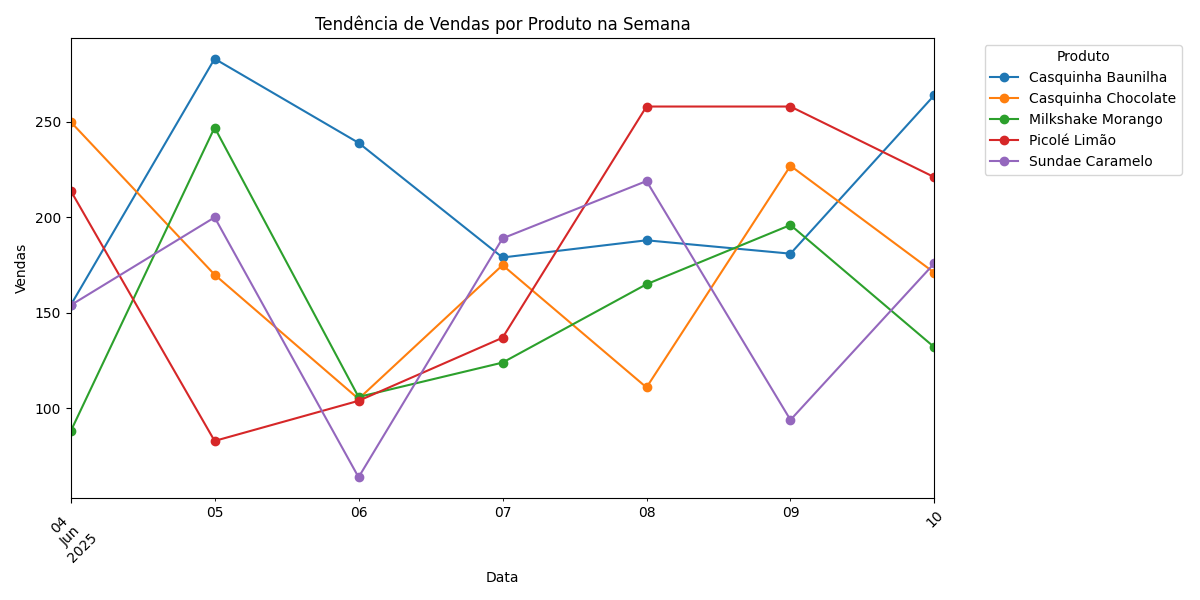 Tendência de Vendas por Produto na Semana
Vendas
250
200
150
100
04
Jun
2025
05
06
07
08
09
10
Data
Produto
Casquinha Baunilha
Casquinha Chocolate
Milkshake Morango
Picolé Limão
Sundae Caramelo